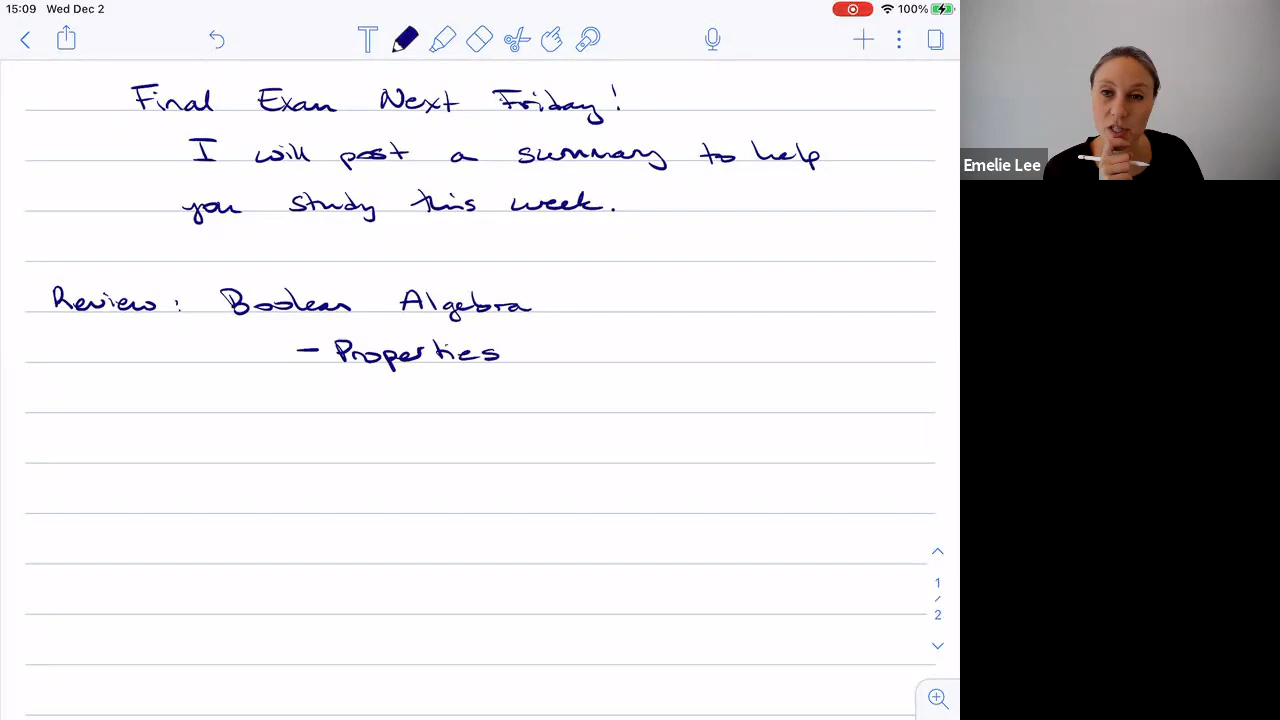 15:09 Wed Dec 2
100%
Final Exam Next Friday!
I will post a summary to help
you study this week.
Emelie Lee
Review: Boolean Algebra
- Properties
1
/
2